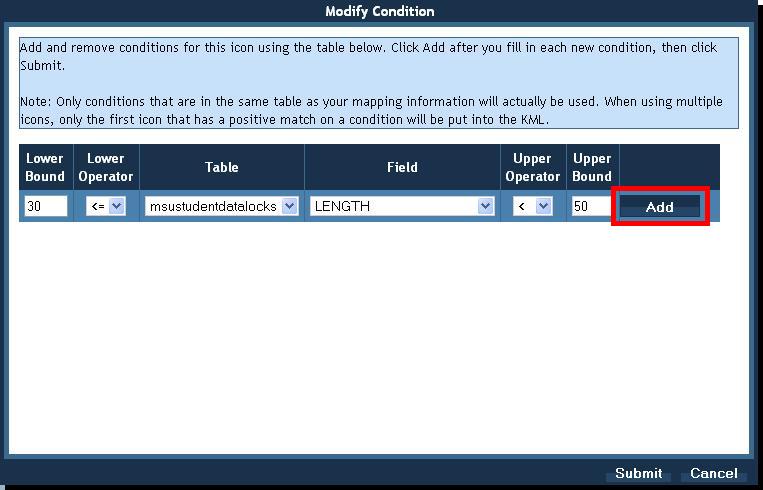 Modify Condition
Add and remove conditions for this icon using the table below. Click Add after you fill in each new condition, then click
Submit.
Note: Only conditions that are in the same table as your mapping information will actually be used. When using multiple
icons, only the first icon that has a positive match on a condition will be put into the KML.
Lower Bound Lower Operator Table Field Upper Operator Upper Bound
30 <= msustudentdatalocks LENGTH < 50 Add
Submit Cancel